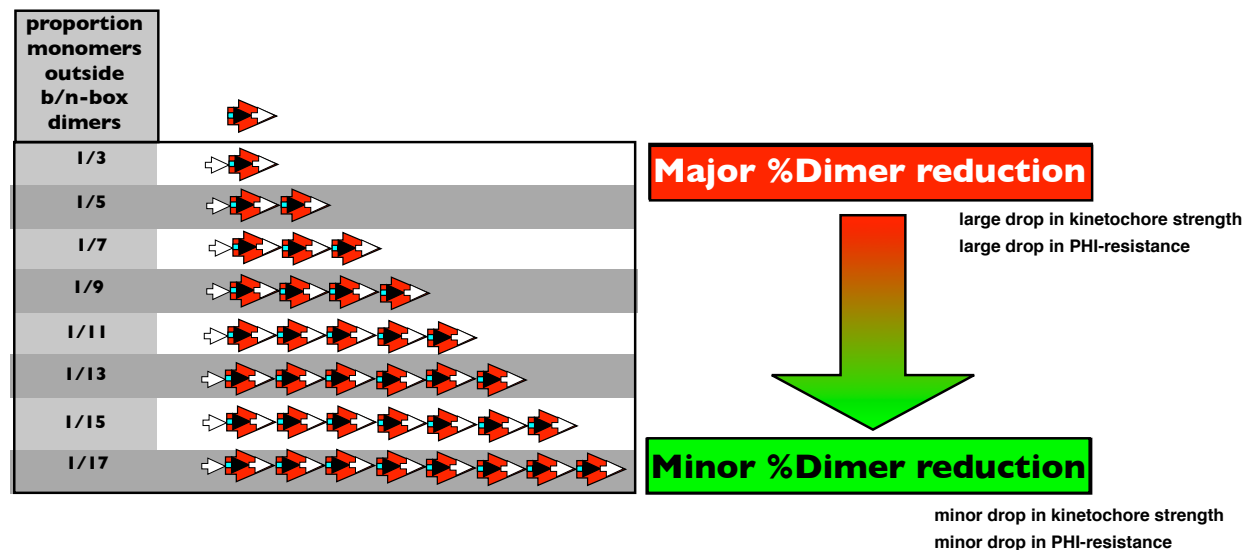 proportion
monomers
outside
b/n-box
dimers
1/3
1/5
1/7
1/9
1/11
1/13
1/15
1/17
Major %Dimer reduction
large drop in kinetochore strength
large drop in PHI-resistance
Minor %Dimer reduction
minor drop in kinetochore strength
minor drop in PHI-resistance